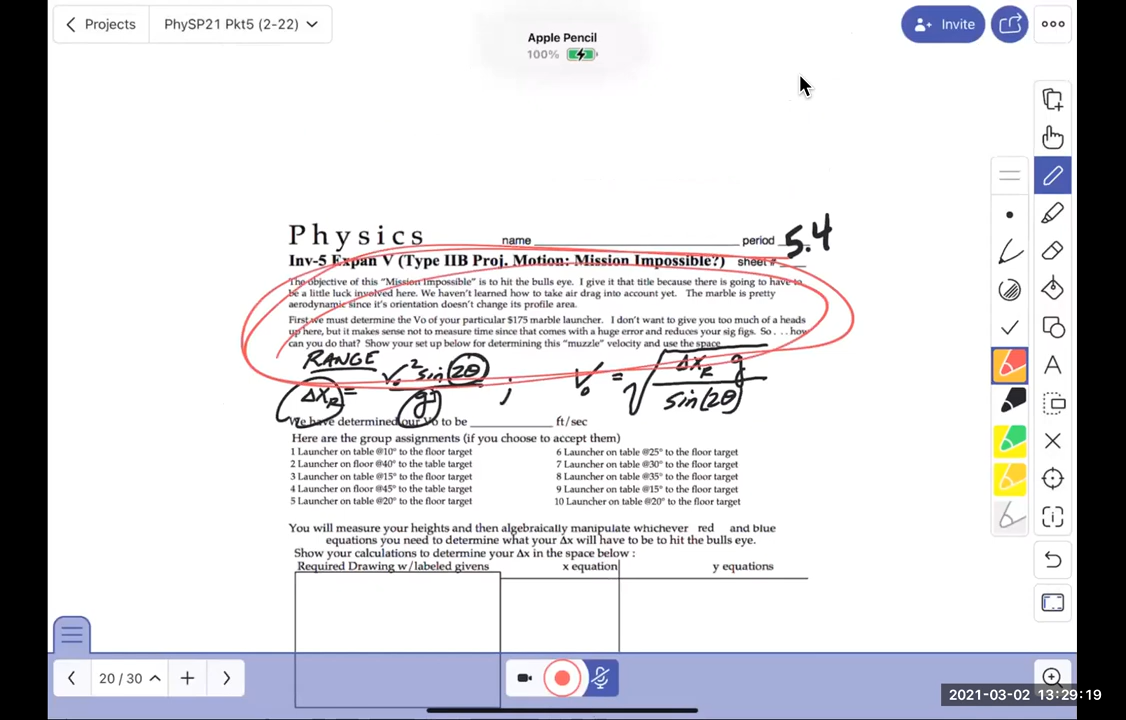 Projects
PhySP21 Pkt5 (2-22)
Apple Pencil
100%
Invite
Physics
name
period
5.4
Inv-5 Expan V (Type IIB Proj. Motion: Mission Impossible?)
sheet #
The objective of this "Mission Impossible" is to hit the bulls eye. I give it that title because there is going to have to
be a little luck involved here. We haven't learned how to take air drag into account yet. The marble is pretty
aerodynamic since it's orientation doesn't change its profile area.
First we must determine the Vo of your particular $175 marble launcher. I don't want to give you too much of a heads
up here, but it makes sense not to measure time since that comes with a huge error and reduces your sig figs. So . . . how
can you do that? Show your set up below for determining this "muzzle" velocity and use the space
RANGE
ΔXR = Vo² sin(2θ) / g ; Vo = √(ΔXR g / sin(2θ))
We have determined our Vo to be ft/sec
Here are the group assignments (if you choose to accept them)
1 Launcher on table @10° to the floor target
2 Launcher on floor @40° to the table target
3 Launcher on table @15° to the floor target
4 Launcher on floor @45° to the table target
5 Launcher on table @20° to the floor target
6 Launcher on table @25° to the floor target
7 Launcher on table @30° to the floor target
8 Launcher on table @35° to the floor target
9 Launcher on table @15° to the floor target
10 Launcher on table @20° to the floor target
You will measure your heights and then algebraically manipulate whichever red and blue
equations you need to determine what your Δx will have to be to hit the bulls eye.
Show your calculations to determine your Δx in the space below :
Required Drawing w/labeled givens
x equation
y equations
A
20 / 30
2021-03-02 13:29:19